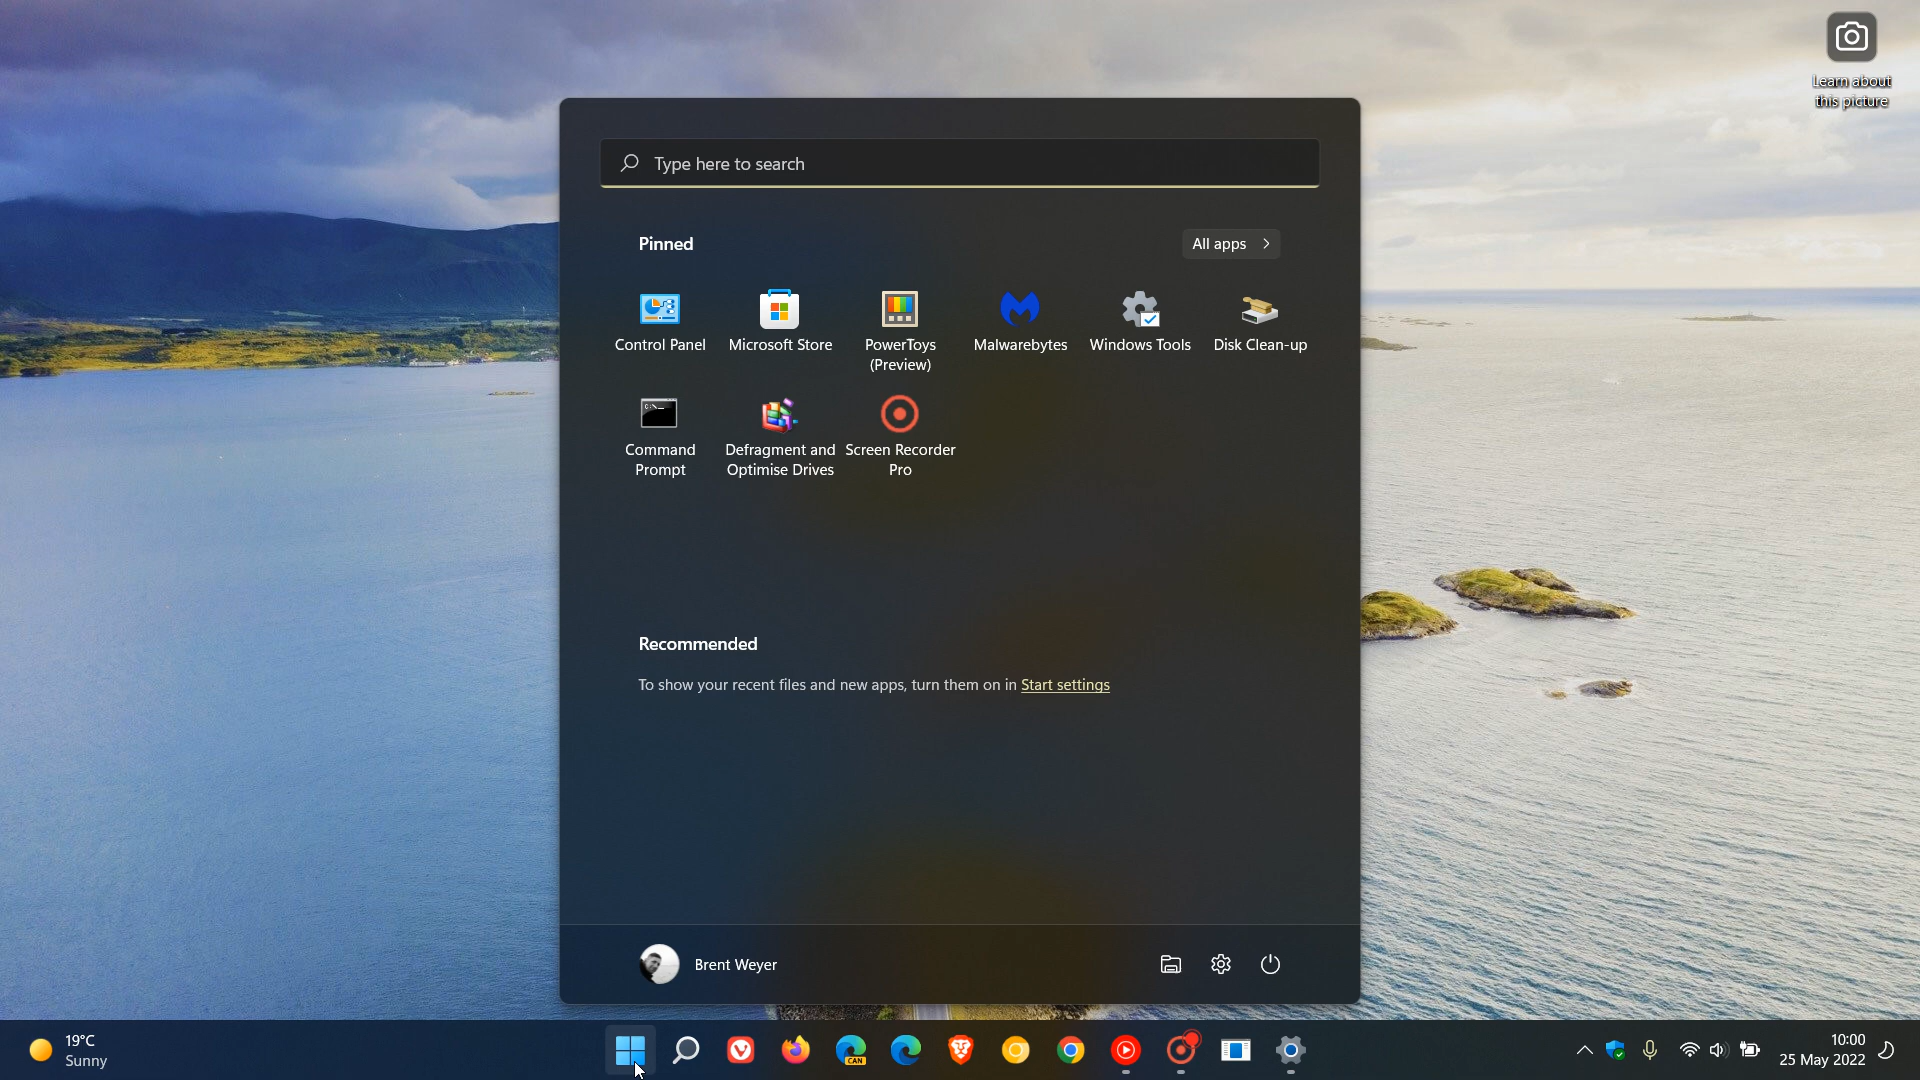 Learn about
this picture
Type here to search
Pinned
All apps
Control Panel
Microsoft Store
PowerToys
(Preview)
Malwarebytes
Windows Tools
Disk Clean-up
Command
Prompt
Defragment and
Optimise Drives
Screen Recorder
Pro
Recommended
To show your recent files and new apps, turn them on in Start settings
Brent Weyer
19°C
Sunny
CAN
10:00
25 May 2022